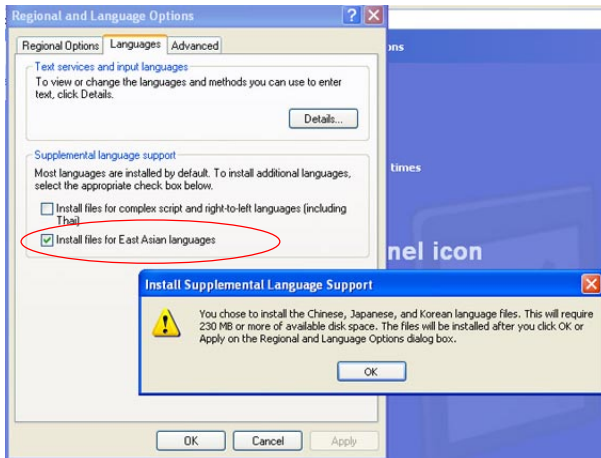 Regional and Language Options
Regional Options
Languages
Advanced
Text services and input languages
To view or change the languages and methods you can use to enter
text, click Details.
Details...
Supplemental language support
Most languages are installed by default. To install additional languages,
select the appropriate check box below.
Install files for complex script and right-to-left languages (including
Thai)
Install files for East Asian languages
ons
times
nel icon
Install Supplemental Language Support
You chose to install the Chinese, Japanese, and Korean language files. This will require
230 MB or more of available disk space. The files will be installed after you click OK or
Apply on the Regional and Language Options dialog box.
OK
OK
Cancel
Apply